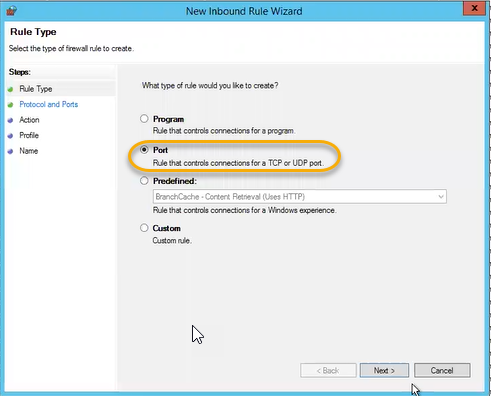 New Inbound Rule Wizard
x
Rule Type
Select the type of firewall rule to create.
Steps:
Rule Type
Protocol and Ports
Action
Profile
Name
What type of rule would you like to create?
Program
Rule that controls connections for a program.
Port
Rule that controls connections for a TCP or UDP port.
Predefined:
BranchCache - Content Retrieval (Uses HTTP)
Rule that controls connections for a Windows experience.
Custom
Custom rule.
< Back
Next >
Cancel